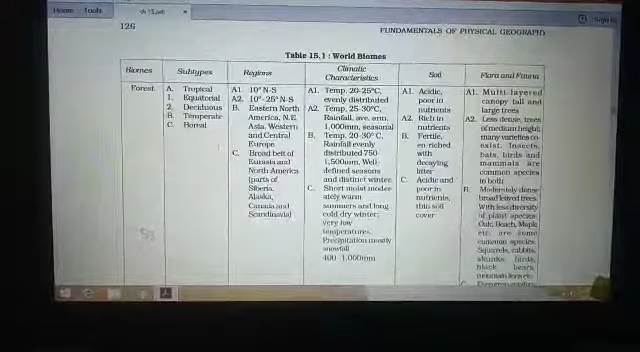 Home Tools
126
FUNDAMENTALS OF PHYSICAL GEOGRAPHY
Table 15.1 : World Biomes
Biomes Subtypes Regions Climatic Characteristics Soil Flora and Fauna
Forest
A. Tropical
1. Equatorial
2. Deciduous
B. Temperate
C. Boreal
A1. 10° N-S
A2. 10°-25° N-S
B. Eastern North
America, N.E.
Asia, Western
and Central
Europe
C. Broad belt of
Eurasia and
North America
(parts of
Siberia,
Alaska,
Canada and
Scandinavia)
A1. Temp. 20-25°C,
evenly distributed
A2. Temp. 25-30°C,
Rainfall, ave. ann.
1,000mm, seasonal
B. Temp. 20-30° C,
Rainfall evenly
distributed 750-
1,500mm, Well-
defined seasons
and distinct winter.
C. Short moist moder
ately warm
summers and long
cold dry winter;
very low
temperatures.
Precipitation mostly
snowfall
400 -1,000mm
A1. Acidic,
poor in
nutrients
A2. Rich in
nutrients
B. Fertile,
en-riched
with
decaying
litter
C. Acidic and
poor in
nutrients,
thin soil
cover
A1. Multi-layered
canopy tall and
large trees
A2. Less dense, trees
of medium height;
many varieties co-
exist. Insects,
bats, birds and
mammals are
common species
in both
B. Moderately dense
broad leaved trees.
With less diversity
of plant species.
Oak, Beach, Maple
etc. are some
common species.
Squirrels, rabbits,
skunks, birds,
black bears,
mountain lions etc.